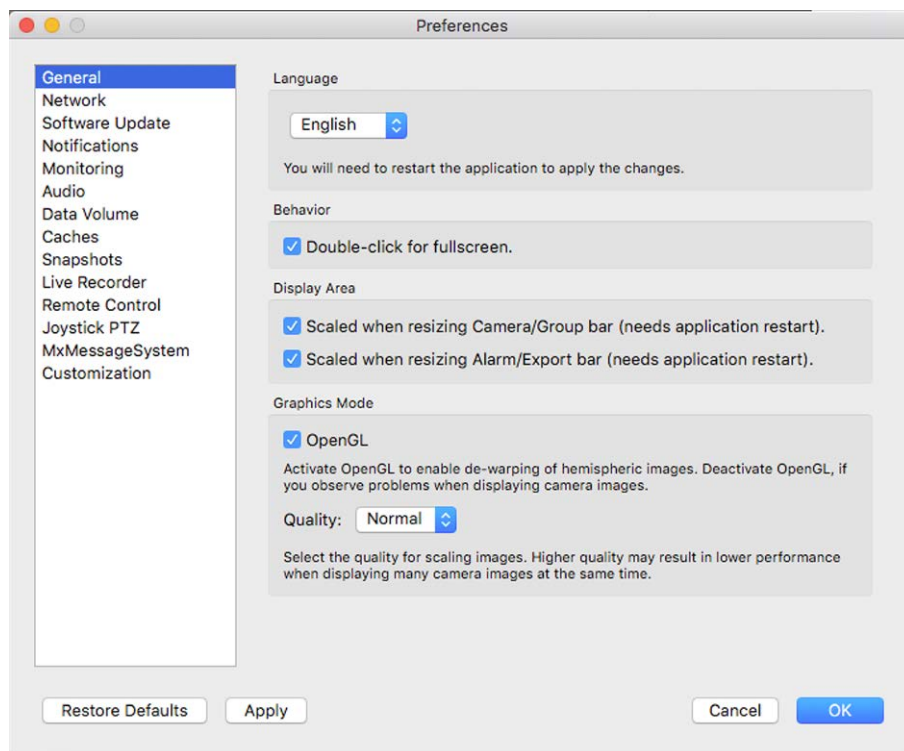 Preferences
General
Network
Software Update
Notifications
Monitoring
Audio
Data Volume
Caches
Snapshots
Live Recorder
Remote Control
Joystick PTZ
MxMessageSystem
Customization
Language
English
You will need to restart the application to apply the changes.
Behavior
Double-click for fullscreen.
Display Area
Scaled when resizing Camera/Group bar (needs application restart).
Scaled when resizing Alarm/Export bar (needs application restart).
Graphics Mode
OpenGL
Activate OpenGL to enable de-warping of hemispheric images. Deactivate OpenGL, if
you observe problems when displaying camera images.
Quality: Normal
Select the quality for scaling images. Higher quality may result in lower performance
when displaying many camera images at the same time.
Restore Defaults Apply Cancel OK